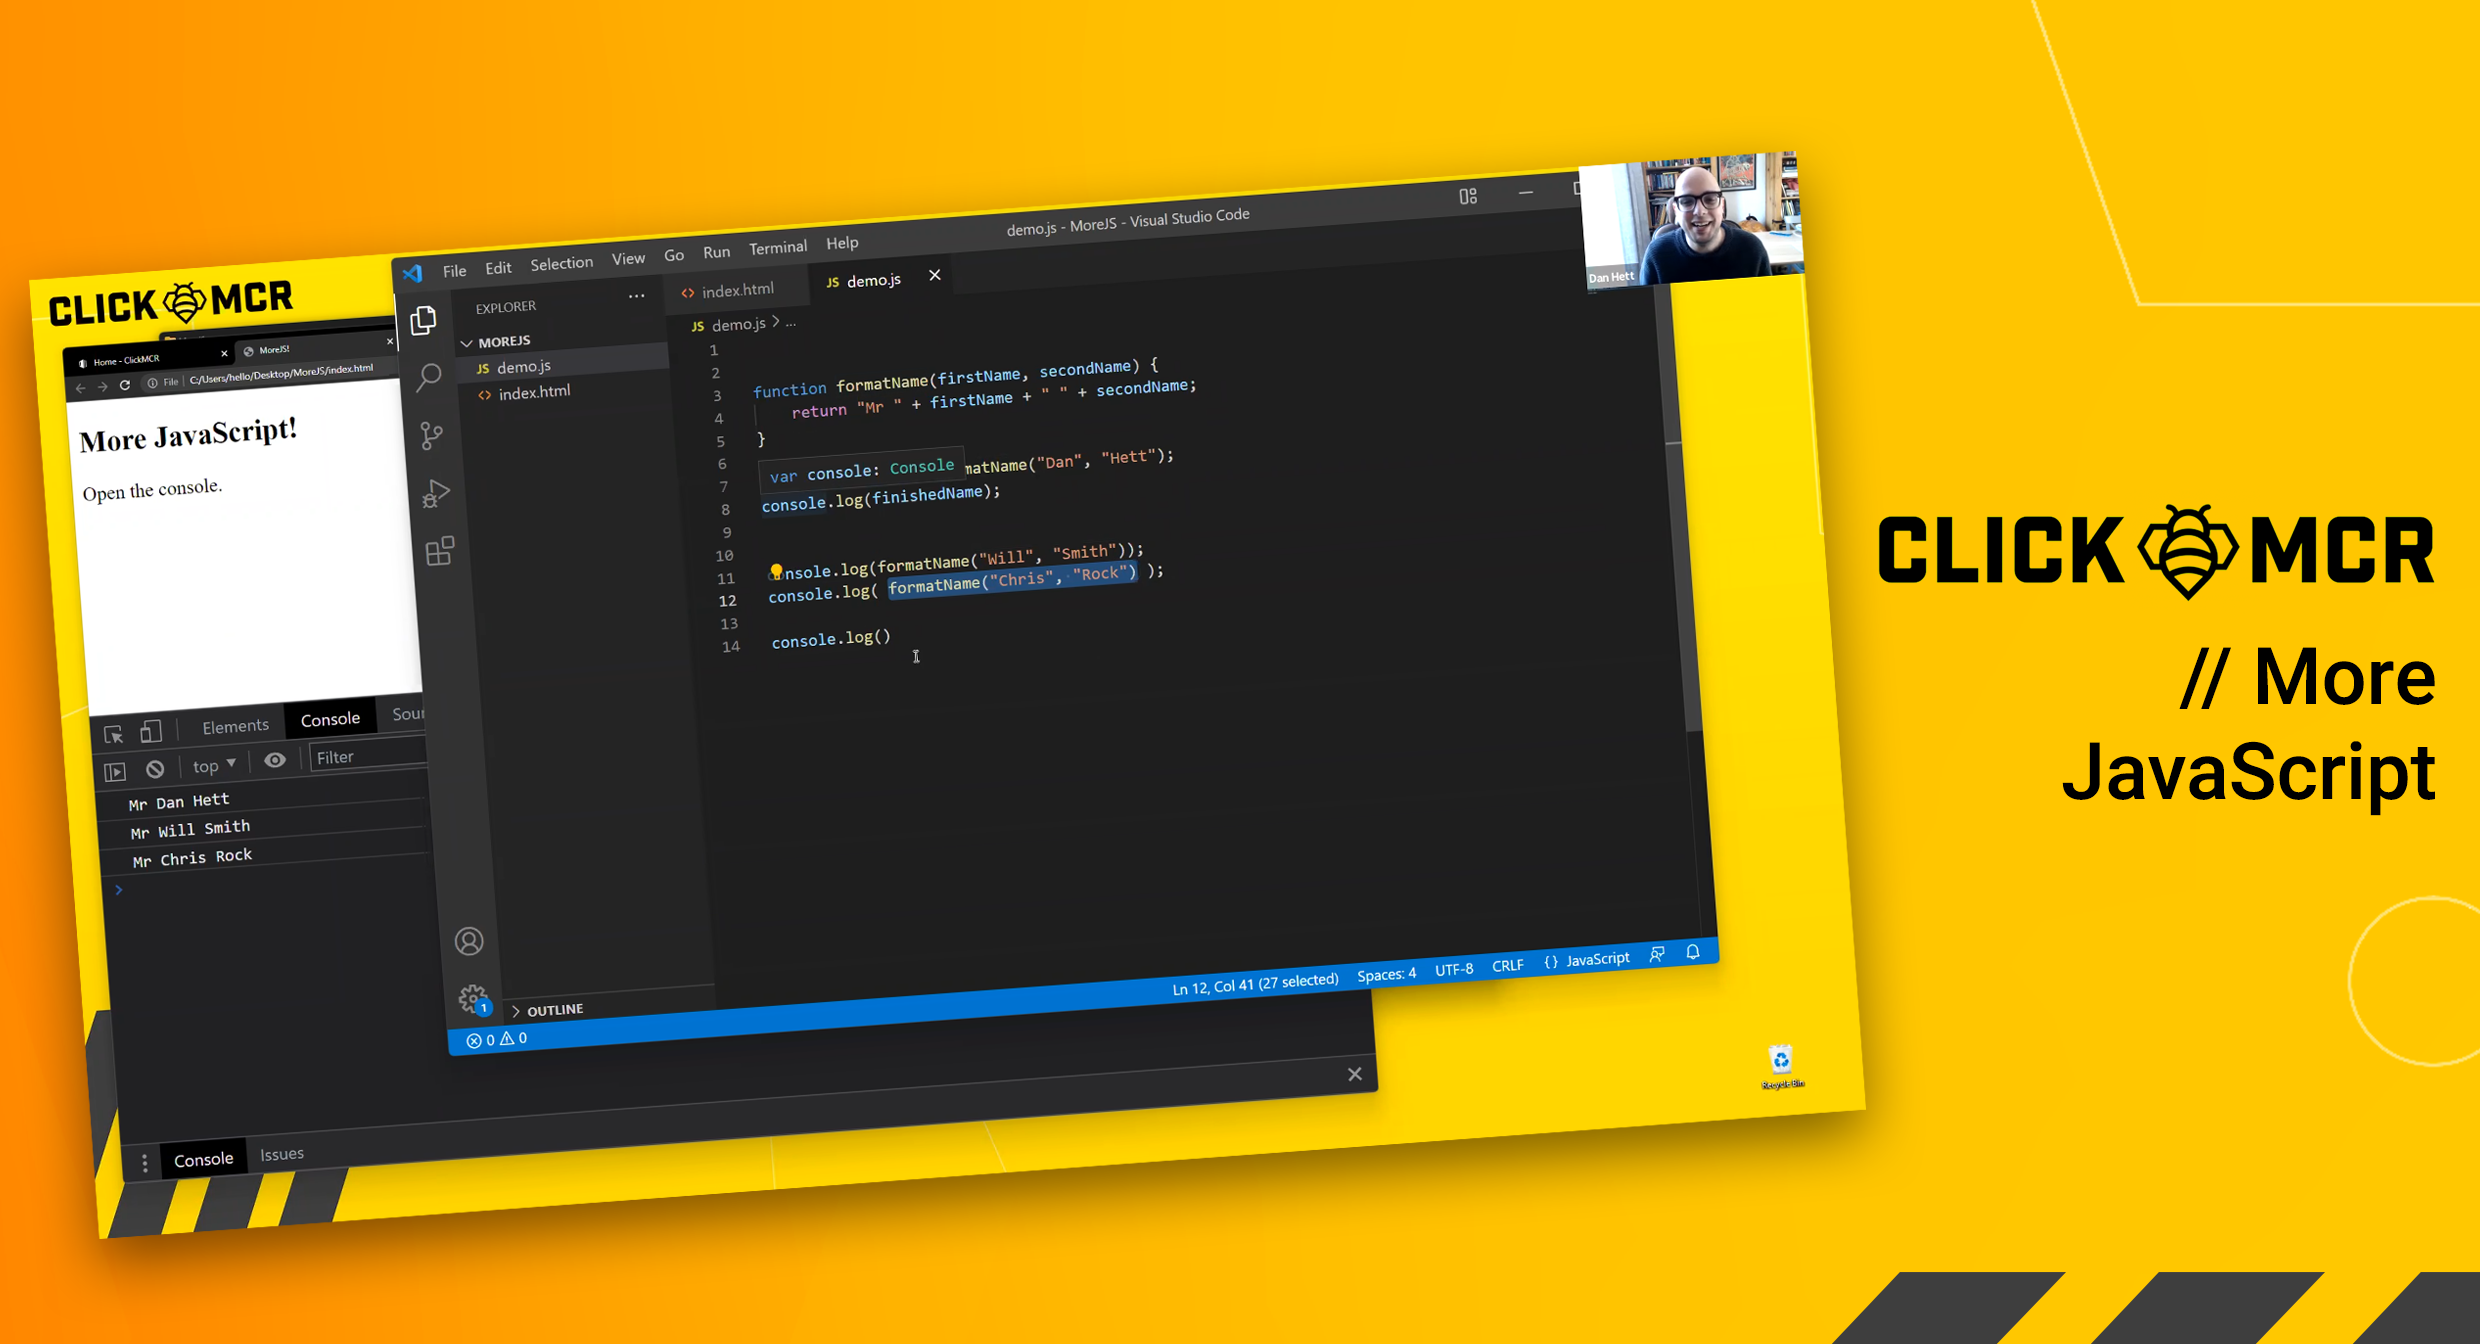 CLICK MCR
Home - ClickMCR
MoreJS!
File C:/Users/hello/Desktop/MoreJS/index.html
More JavaScript!
Open the console.
Elements Console Sour
top Filter
Mr Dan Hett
Mr Will Smith
Mr Chris Rock
>
Console Issues
File Edit Selection View Go Run Terminal Help
demo.js - MoreJS - Visual Studio Code
EXPLORER ...
MOREJS
JS demo.js
<> index.html
OUTLINE
<> index.html
JS demo.js
JS demo.js > ...
1
2
3 function formatName(firstName, secondName) {
4 return "Mr " + firstName + " " + secondName;
5 }
6
7 matName("Dan", "Hett");
var console: Console
8 console.log(finishedName);
9
10
11 nsole.log(formatName("Will", "Smith"));
12 console.log( formatName("Chris", "Rock") );
13
14 console.log()
0 0
1
Ln 12, Col 41 (27 selected) Spaces: 4 UTF-8 CRLF {} JavaScript
Dan Hett
Recycle Bin
CLICK MCR
// More
JavaScript